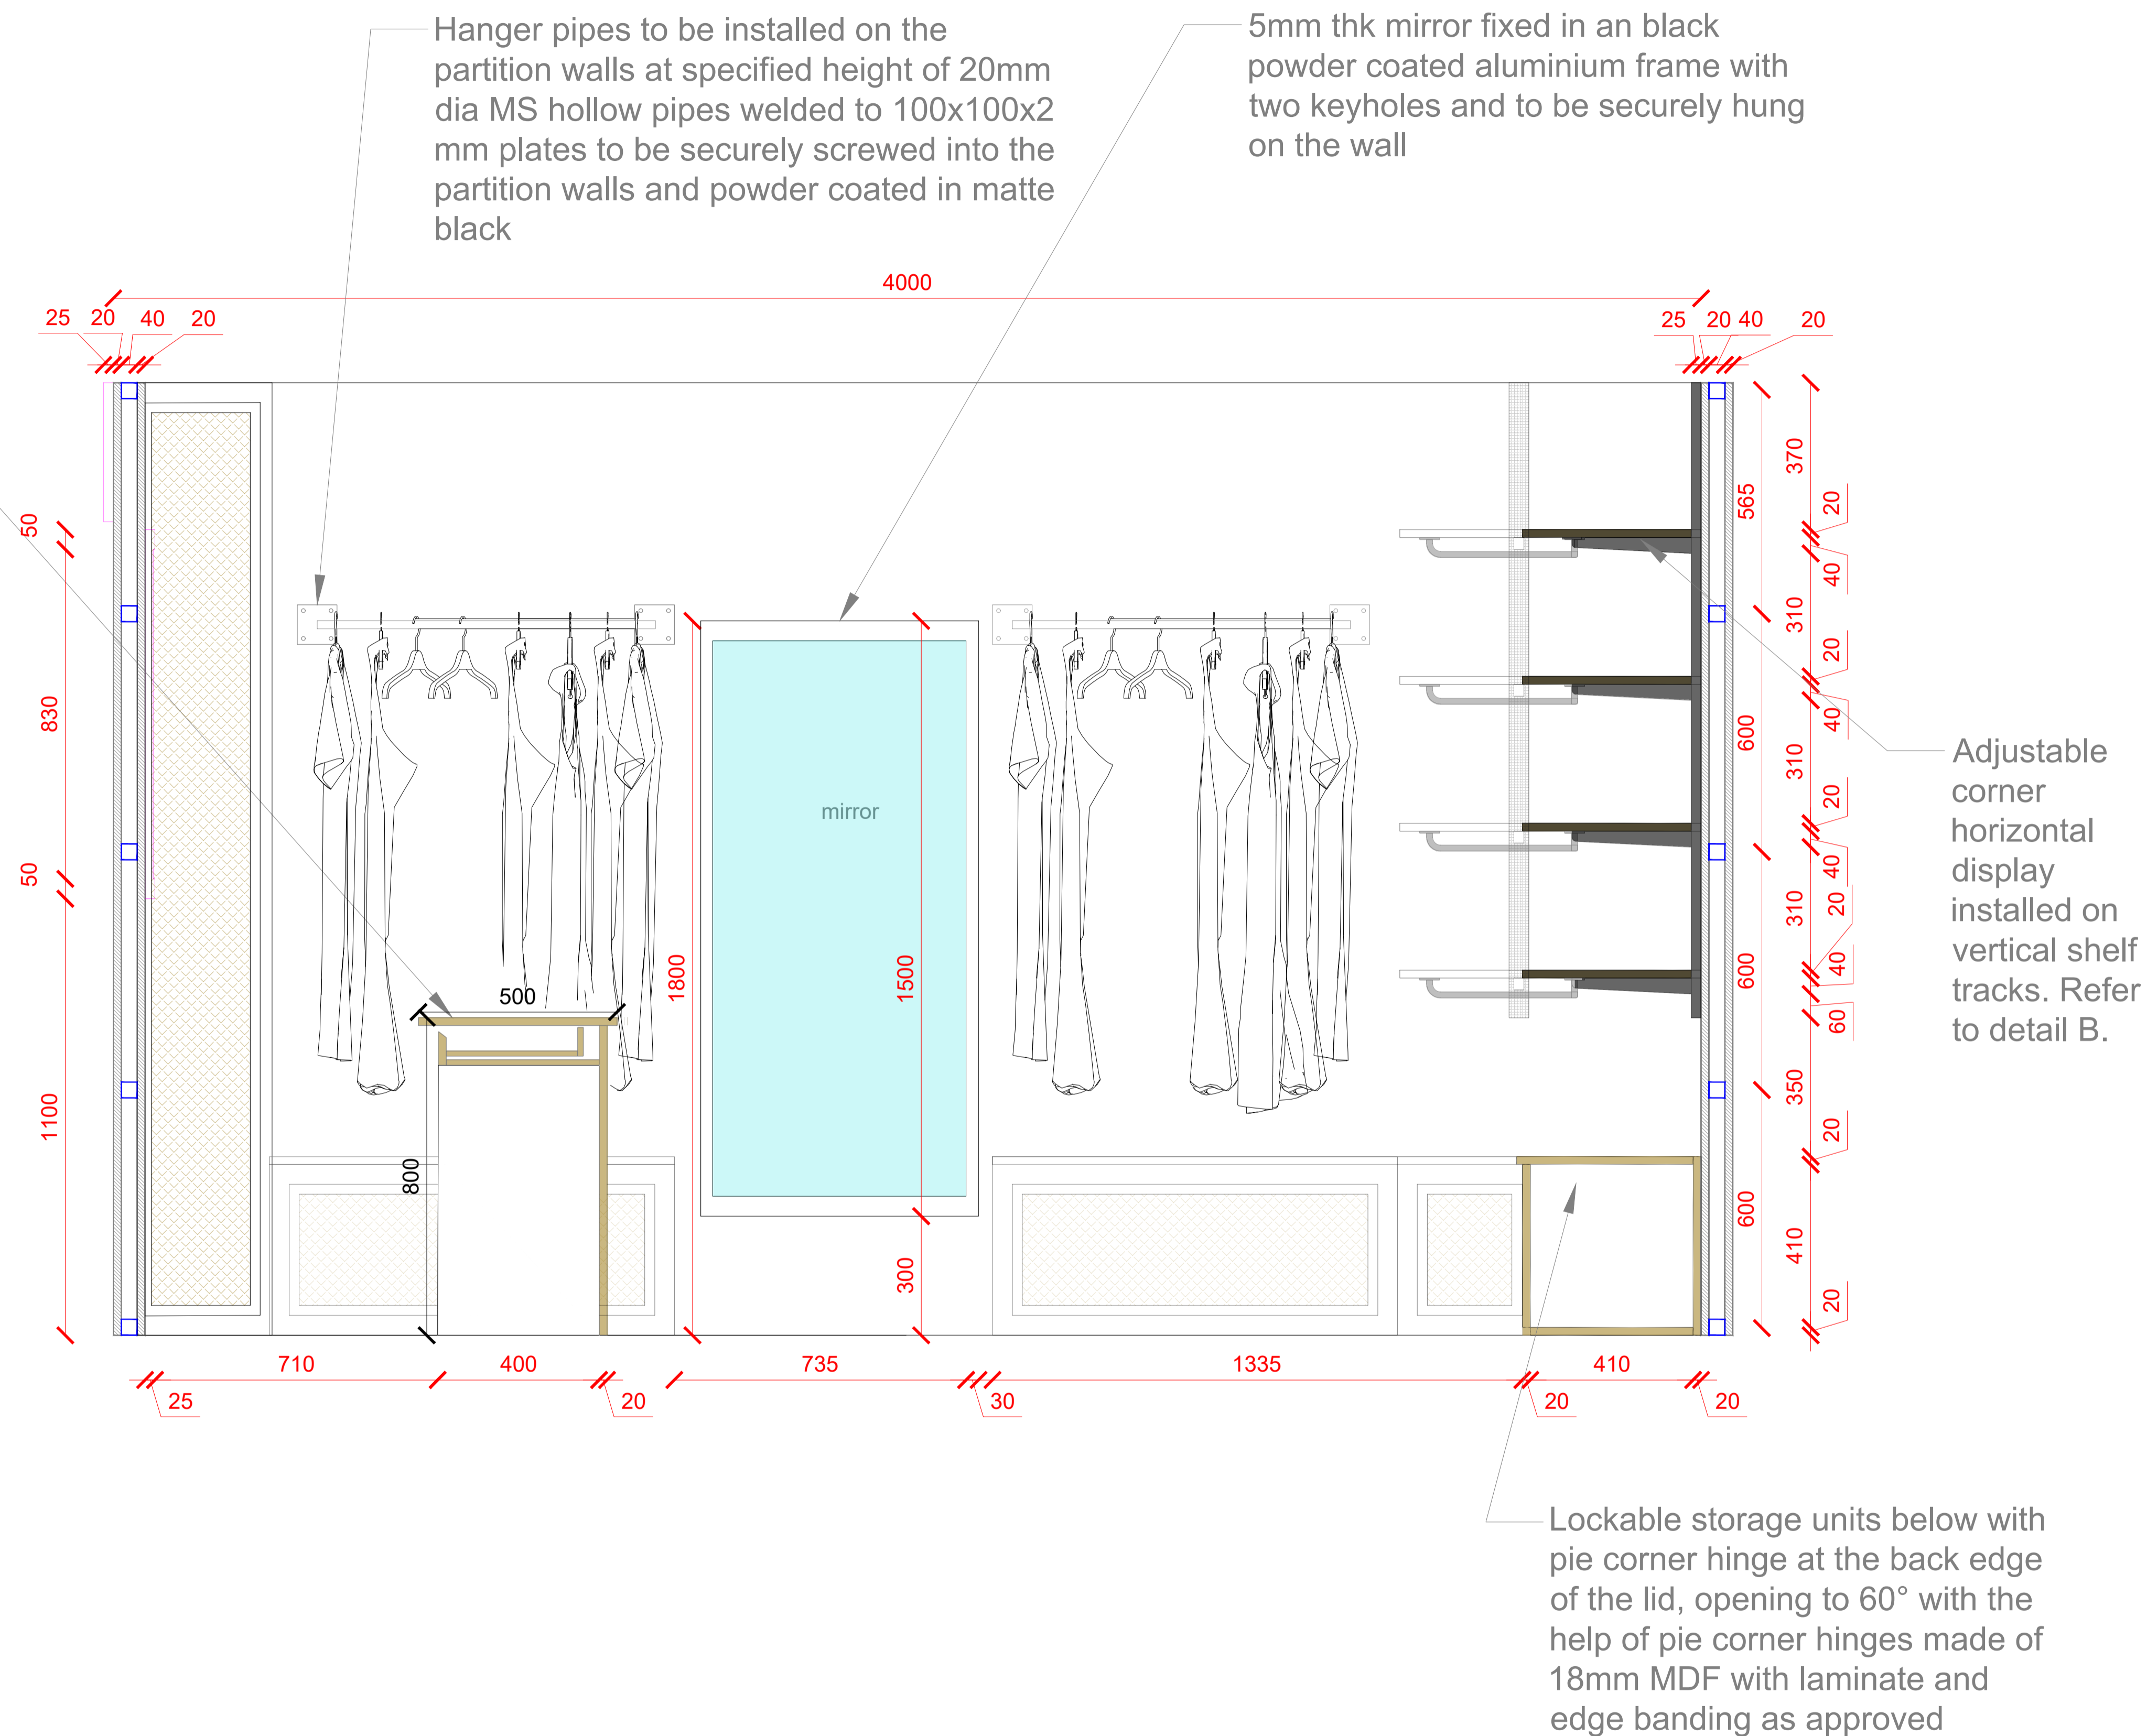 Hanger pipes to be installed on the
partition walls at specified height of 20mm
dia MS hollow pipes welded to 100x100x2
mm plates to be securely screwed into the
partition walls and powder coated in matte
black
5mm thk mirror fixed in an black
powder coated aluminium frame with
two keyholes and to be securely hung
on the wall
4000
25 20 40 20
25 20 40 20
50
830
50
1100
mirror
500
800
1800
1500
300
565
600
600
600
370
20
40
310
20
40
310
20
40
310
20
40
60
350
20
410
20
Adjustable
corner
horizontal
display
installed on
vertical shelf
tracks. Refer
to detail B.
710 400 735 1335 410
25 20 30 20 20
Lockable storage units below with
pie corner hinge at the back edge
of the lid, opening to 60° with the
help of pie corner hinges made of
18mm MDF with laminate and
edge banding as approved